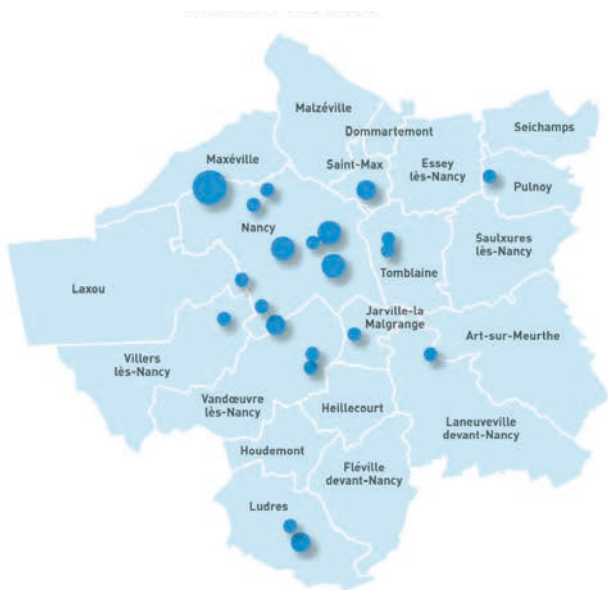 Malzéville
Dommartemont
Seichamps
Maxéville
Saint-Max
Essey
lès-Nancy
Pulnoy
Nancy
Saulxures
lès-Nancy
Tomblaine
Laxou
Jarville-la
Malgrange
Art-sur-Meurthe
Villers
lès-Nancy
Vandœuvre
lès-Nancy
Heillecourt
Laneuveville
devant-Nancy
Houdemont
Fléville
devant-Nancy
Ludres